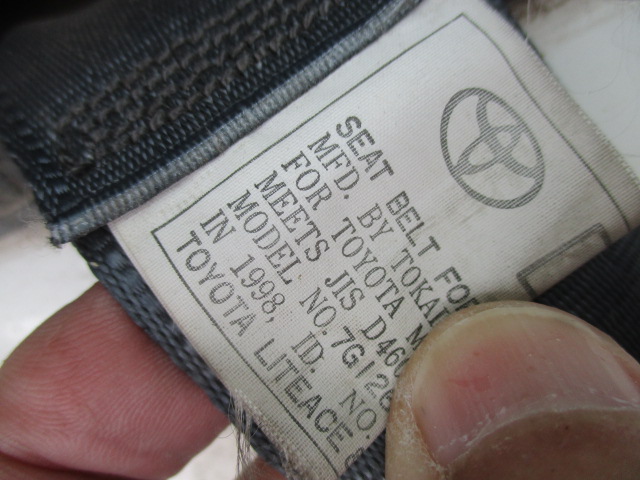 SEAT BELT FOR
MFD. BY TOKAI
FOR TOYOTA M
MEETS JIS D460
MODEL NO. 7G126
IN 1998, ID. NO.
TOYOTA LITEACE